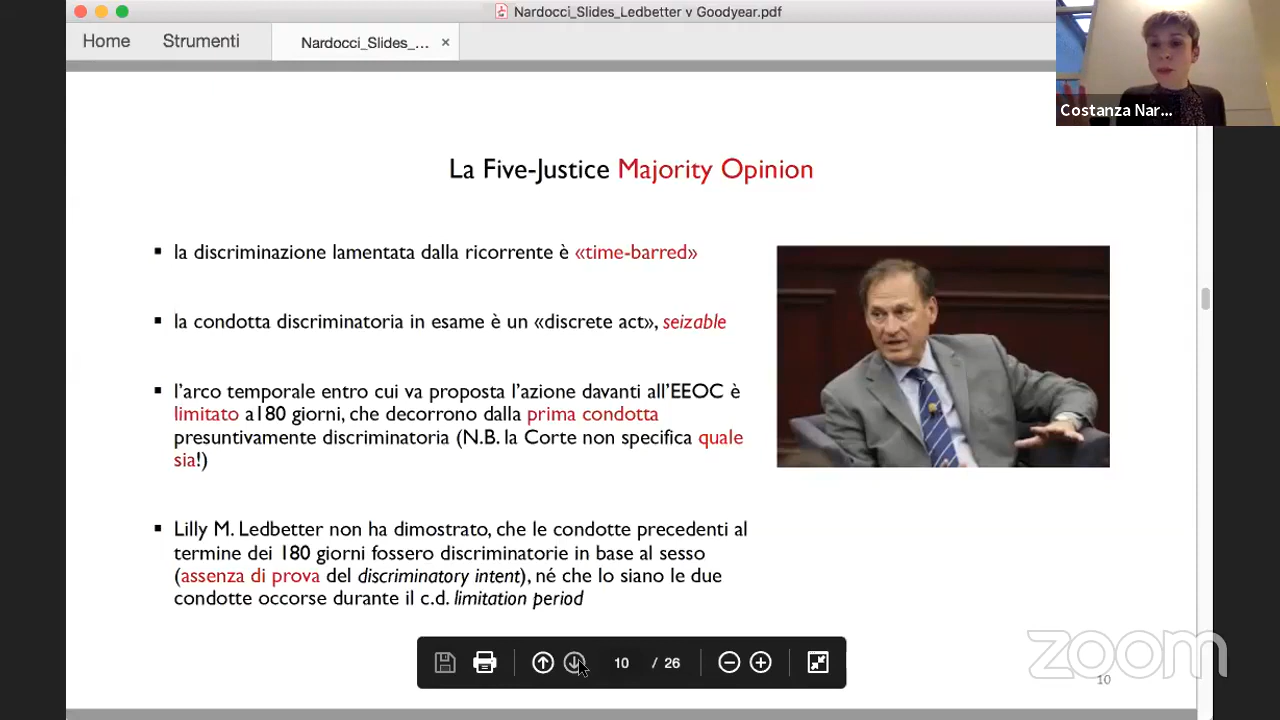 Nardocci_Slides_Ledbetter v Goodyear.pdf
Home Strumenti Nardocci_Slides_... ×
Costanza Nar...
La Five-Justice Majority Opinion
▪ la discriminazione lamentata dalla ricorrente è «time-barred»
▪ la condotta discriminatoria in esame è un «discrete act», seizable
▪ l'arco temporale entro cui va proposta l'azione davanti all'EEOC è
limitato a180 giorni, che decorrono dalla prima condotta
presuntivamente discriminatoria (N.B. la Corte non specifica quale
sia!)
▪ Lilly M. Ledbetter non ha dimostrato, che le condotte precedenti al
termine dei 180 giorni fossero discriminatorie in base al sesso
(assenza di prova del discriminatory intent), né che lo siano le due
condotte occorse durante il c.d. limitation period
10 / 26
zoom
10